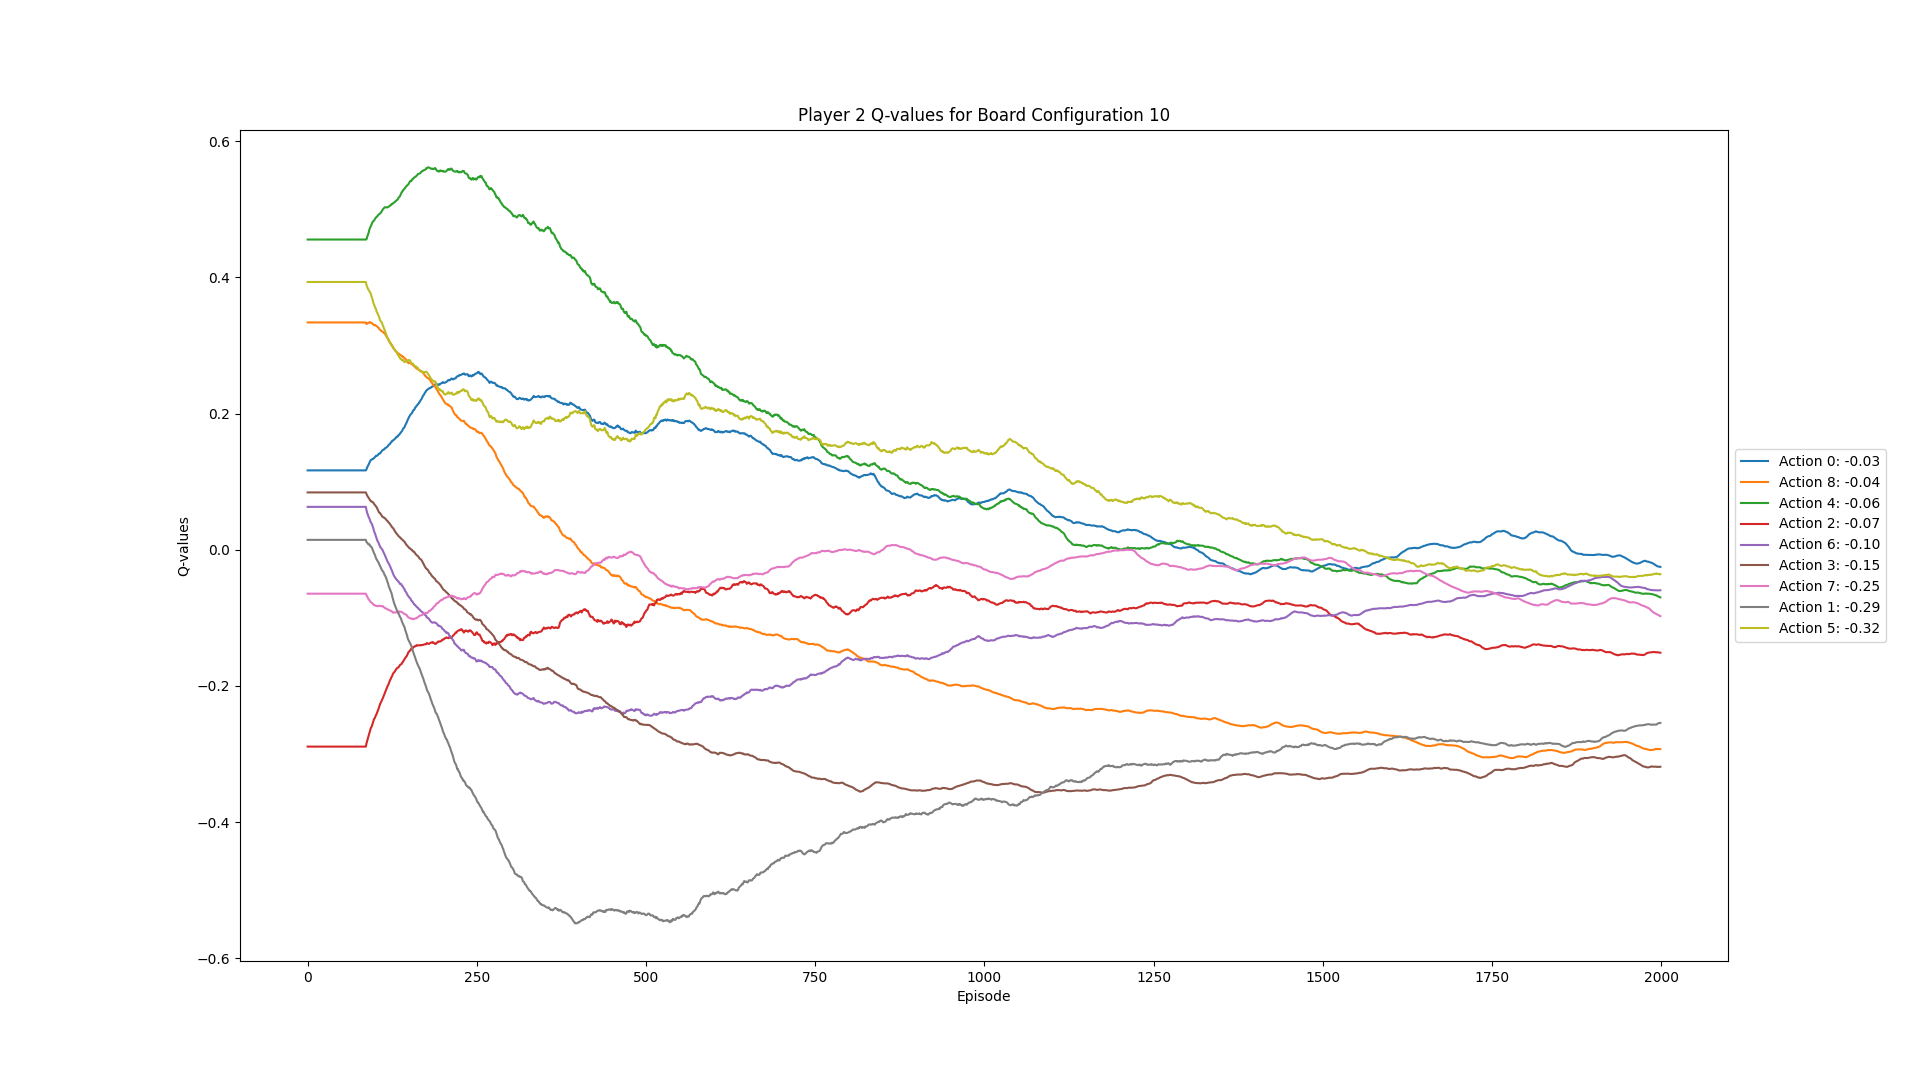 Player 2 Q-values for Board Configuration 10
0.6
0.4
0.2
0.0
−0.2
−0.4
−0.6
Q-values
0 250 500 750 1000 1250 1500 1750 2000
Episode
Action 0: -0.03
Action 8: -0.04
Action 4: -0.06
Action 2: -0.07
Action 6: -0.10
Action 3: -0.15
Action 7: -0.25
Action 1: -0.29
Action 5: -0.32